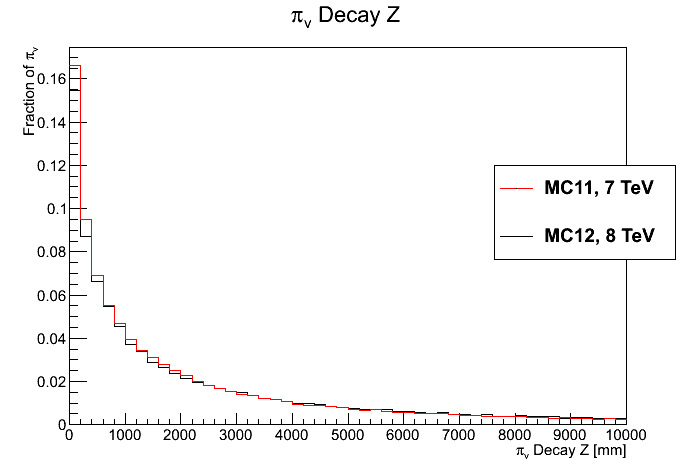 πv Decay Z
Fraction of πv
0.16
0.14
0.12
0.1
0.08
0.06
0.04
0.02
0
MC11, 7 TeV
MC12, 8 TeV
0 1000 2000 3000 4000 5000 6000 7000 8000 9000 10000
πv Decay Z [mm]